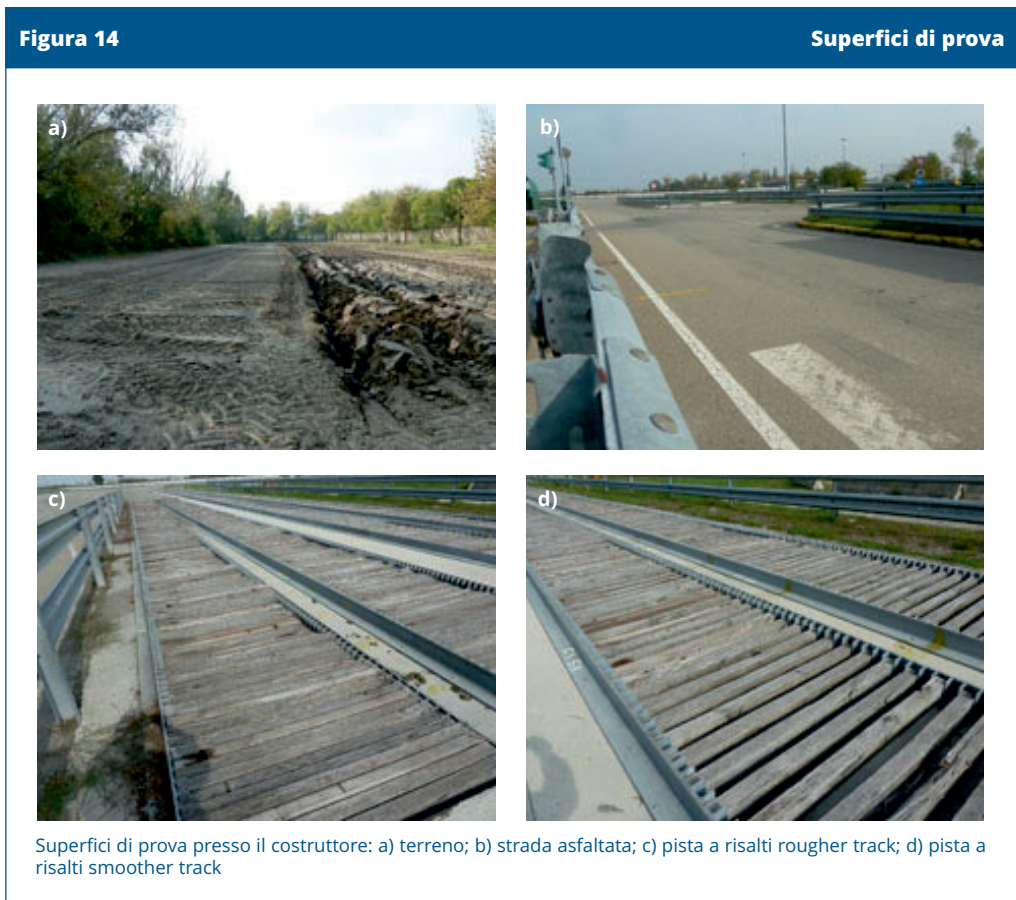 Figura 14
Superfici di prova
a)
b)
c)
d)
Superfici di prova presso il costruttore: a) terreno; b) strada asfaltata; c) pista a risalti rougher track; d) pista a
risalti smoother track